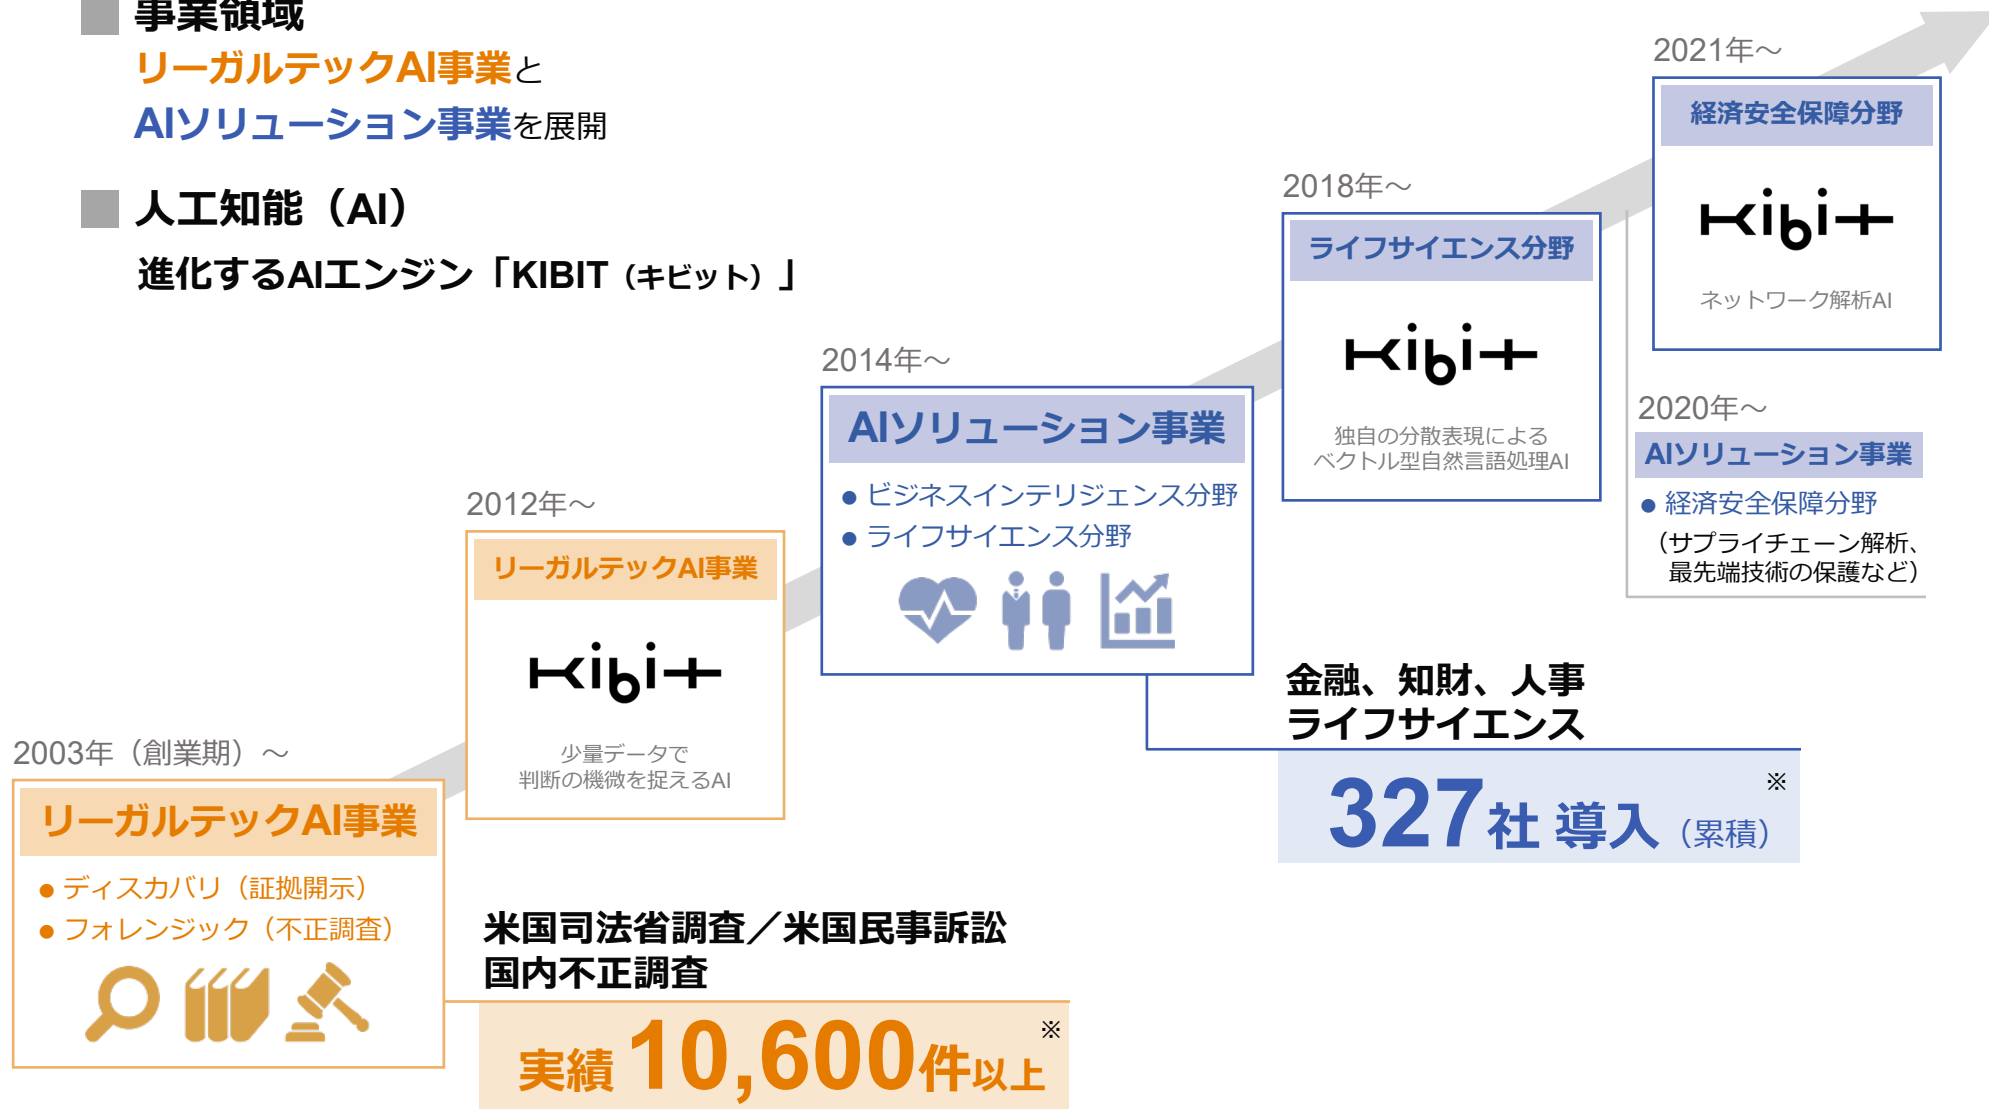 事業領域
リーガルテックAI事業と
AIソリューション事業を展開
人工知能（AI）
進化するAIエンジン「KIBIT（キビット）」
2003年（創業期）～
リーガルテックAI事業
● ディスカバリ（証拠開示）
● フォレンジック（不正調査）
米国司法省調査／米国民事訴訟
国内不正調査
実績 10,600件以上 ※
2012年～
リーガルテックAI事業
kibit
少量データで
判断の機微を捉えるAI
2014年～
AIソリューション事業
● ビジネスインテリジェンス分野
● ライフサイエンス分野
金融、知財、人事
ライフサイエンス
327社 導入（累積） ※
2018年～
ライフサイエンス分野
kibit
独自の分散表現による
ベクトル型自然言語処理AI
2021年～
経済安全保障分野
kibit
ネットワーク解析AI
2020年～
AIソリューション事業
● 経済安全保障分野
（サプライチェーン解析、
最先端技術の保護など）